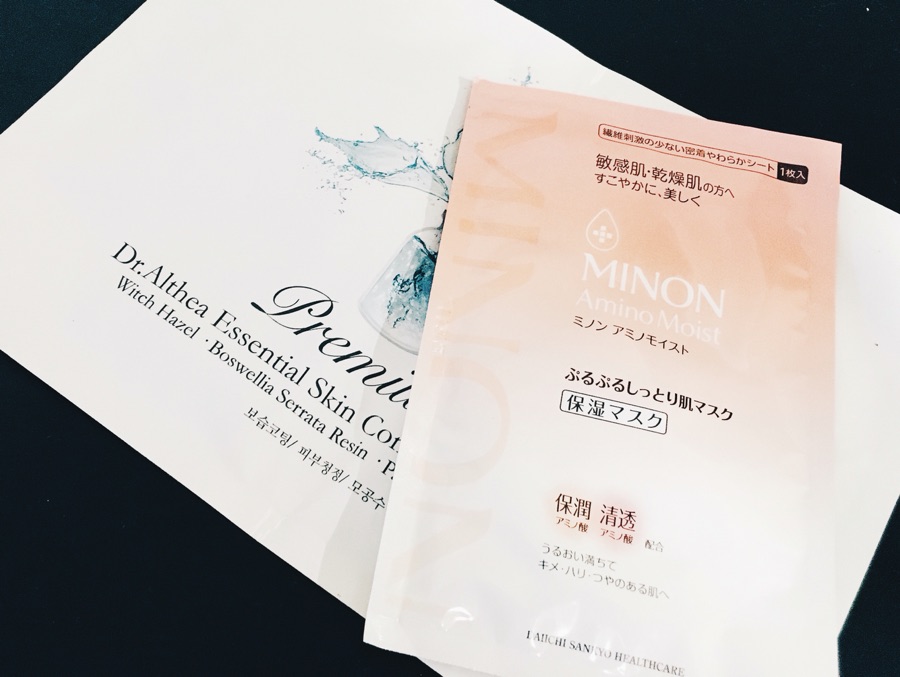 Premi
Dr.Althea Essential Skin Co
Witch Hazel · Boswellia Serrata Resin · P
보습코팅/ 피부청정/ 모공수
MINON
繊維刺激の少ない密着やわらかシート 1枚入
敏感肌・乾燥肌の方へ
すこやかに、美しく
MINON
Amino Moist
ミノン アミノモイスト
ぷるぷるしっとり肌マスク
保湿マスク
保潤 清透
アミノ酸 アミノ酸 配合
うるおい満ちて
キメ・ハリ・つやのある肌へ
DAIICHI SANKYO HEALTHCARE